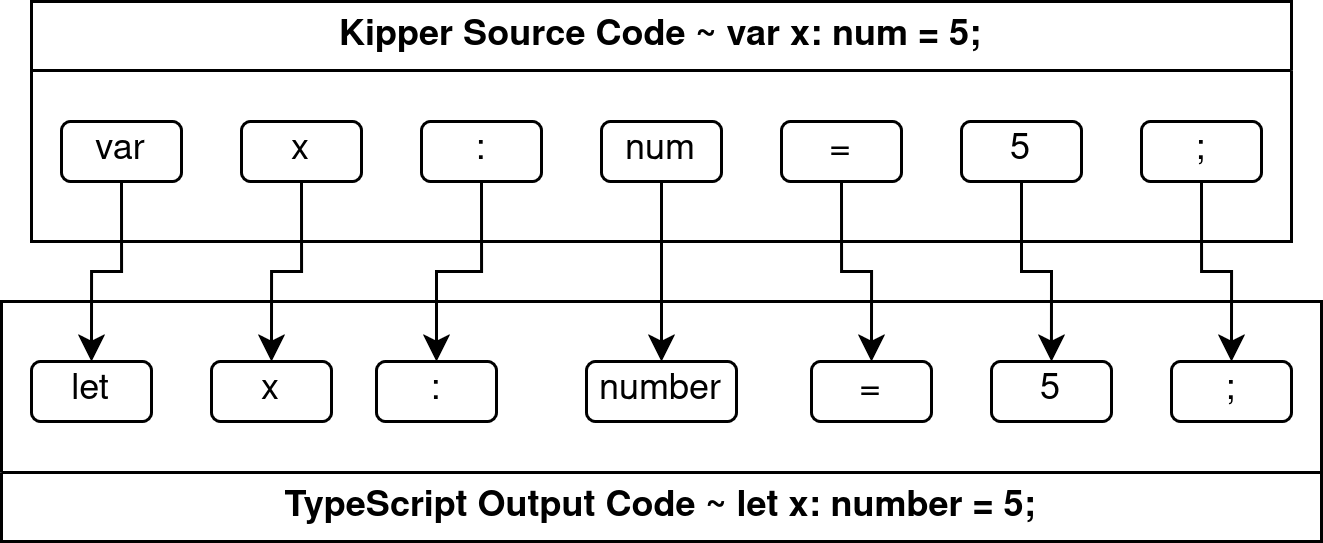 Kipper Source Code ~ var x: num = 5;
var x : num = 5 ;
let x : number = 5 ;
TypeScript Output Code ~ let x: number = 5;